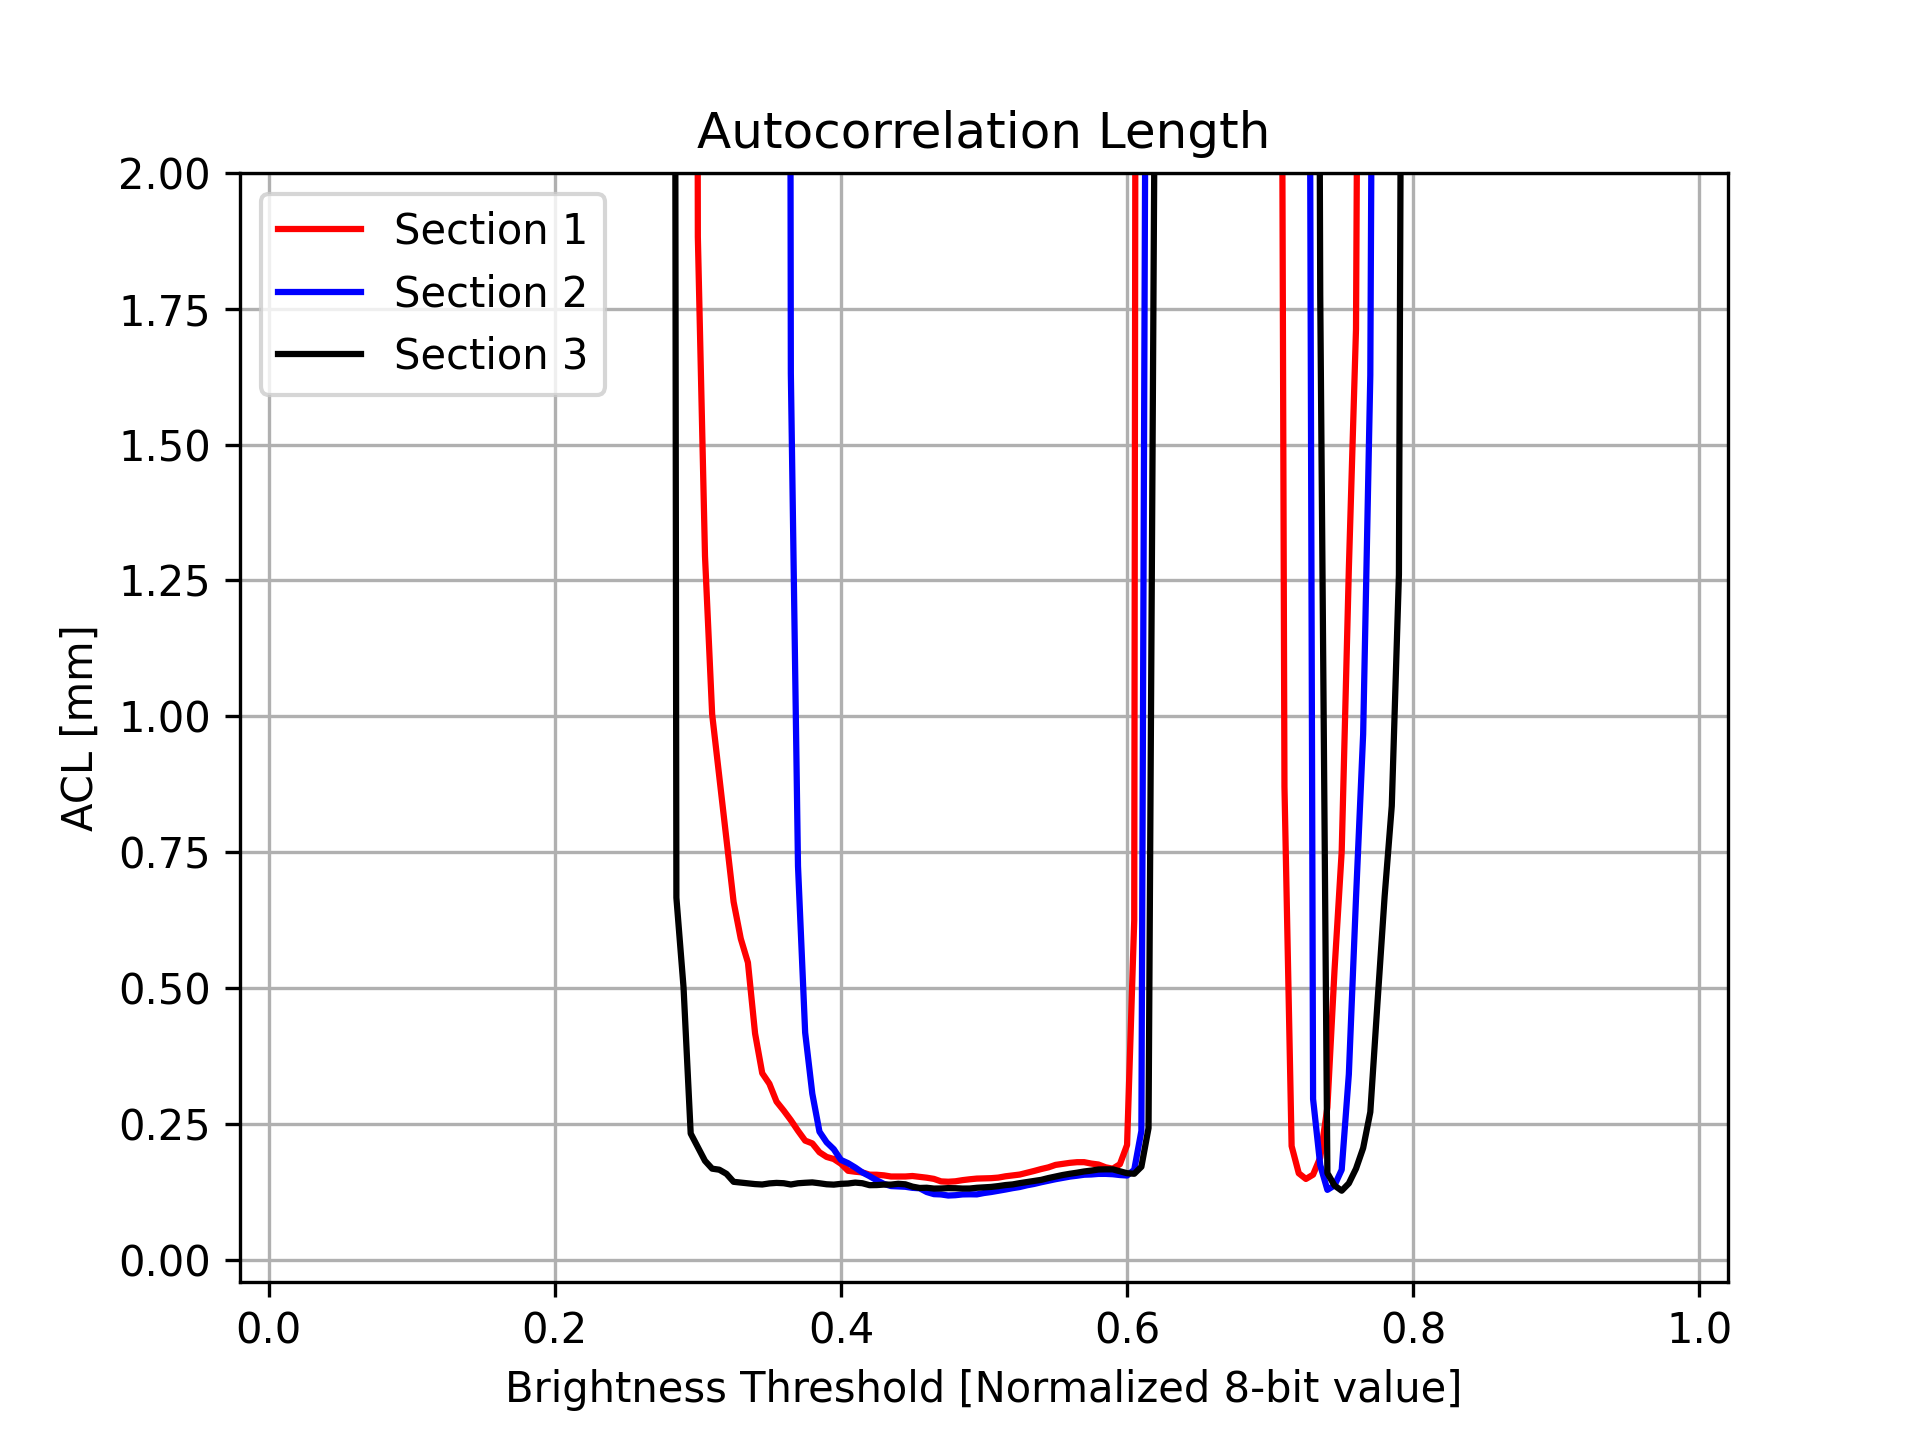 Autocorrelation Length
2.00
1.75
1.50
1.25
1.00
0.75
0.50
0.25
0.00
ACL [mm]
Section 1
Section 2
Section 3
0.0 0.2 0.4 0.6 0.8 1.0
Brightness Threshold [Normalized 8-bit value]